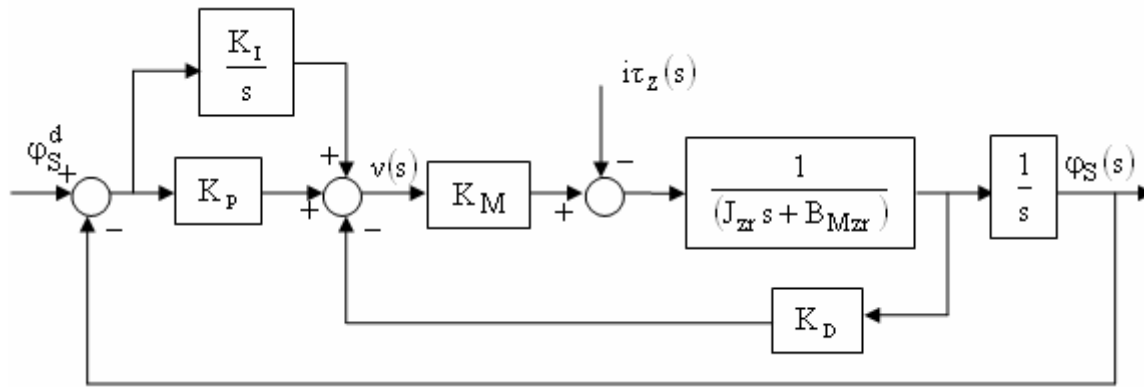 K_I
s
iτ_z(s)
φ_S^d
+
+
−
K_P
+
+
−
v(s)
K_M
+
−
1
(J_zr s + B_Mzr)
1
s
φ_S(s)
K_D